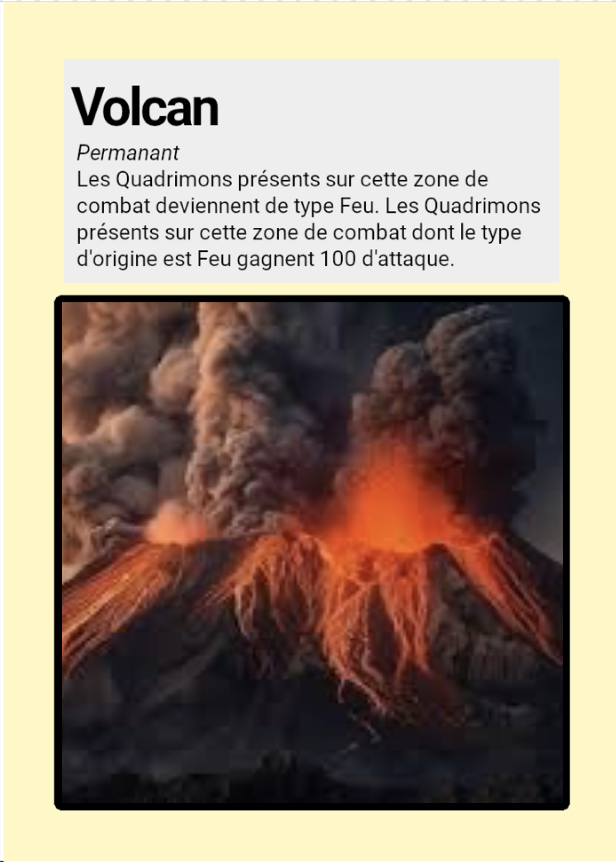 Volcan
Permanant
Les Quadrimons présents sur cette zone de
combat deviennent de type Feu. Les Quadrimons
présents sur cette zone de combat dont le type
d'origine est Feu gagnent 100 d'attaque.